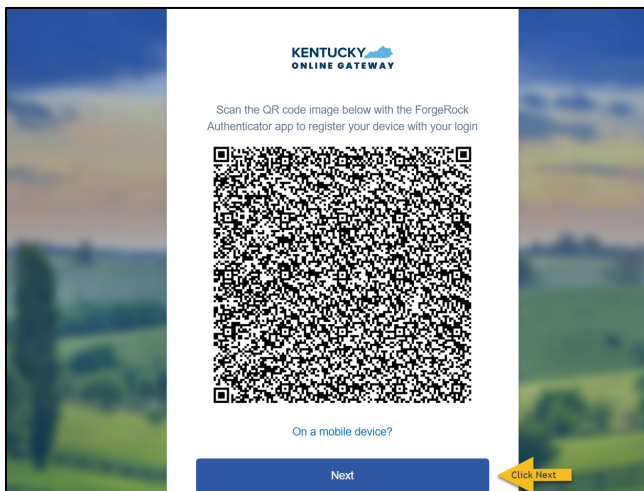 KENTUCKY
ONLINE GATEWAY
Scan the QR code image below with the ForgeRock
Authenticator app to register your device with your login
On a mobile device?
Next
Click Next